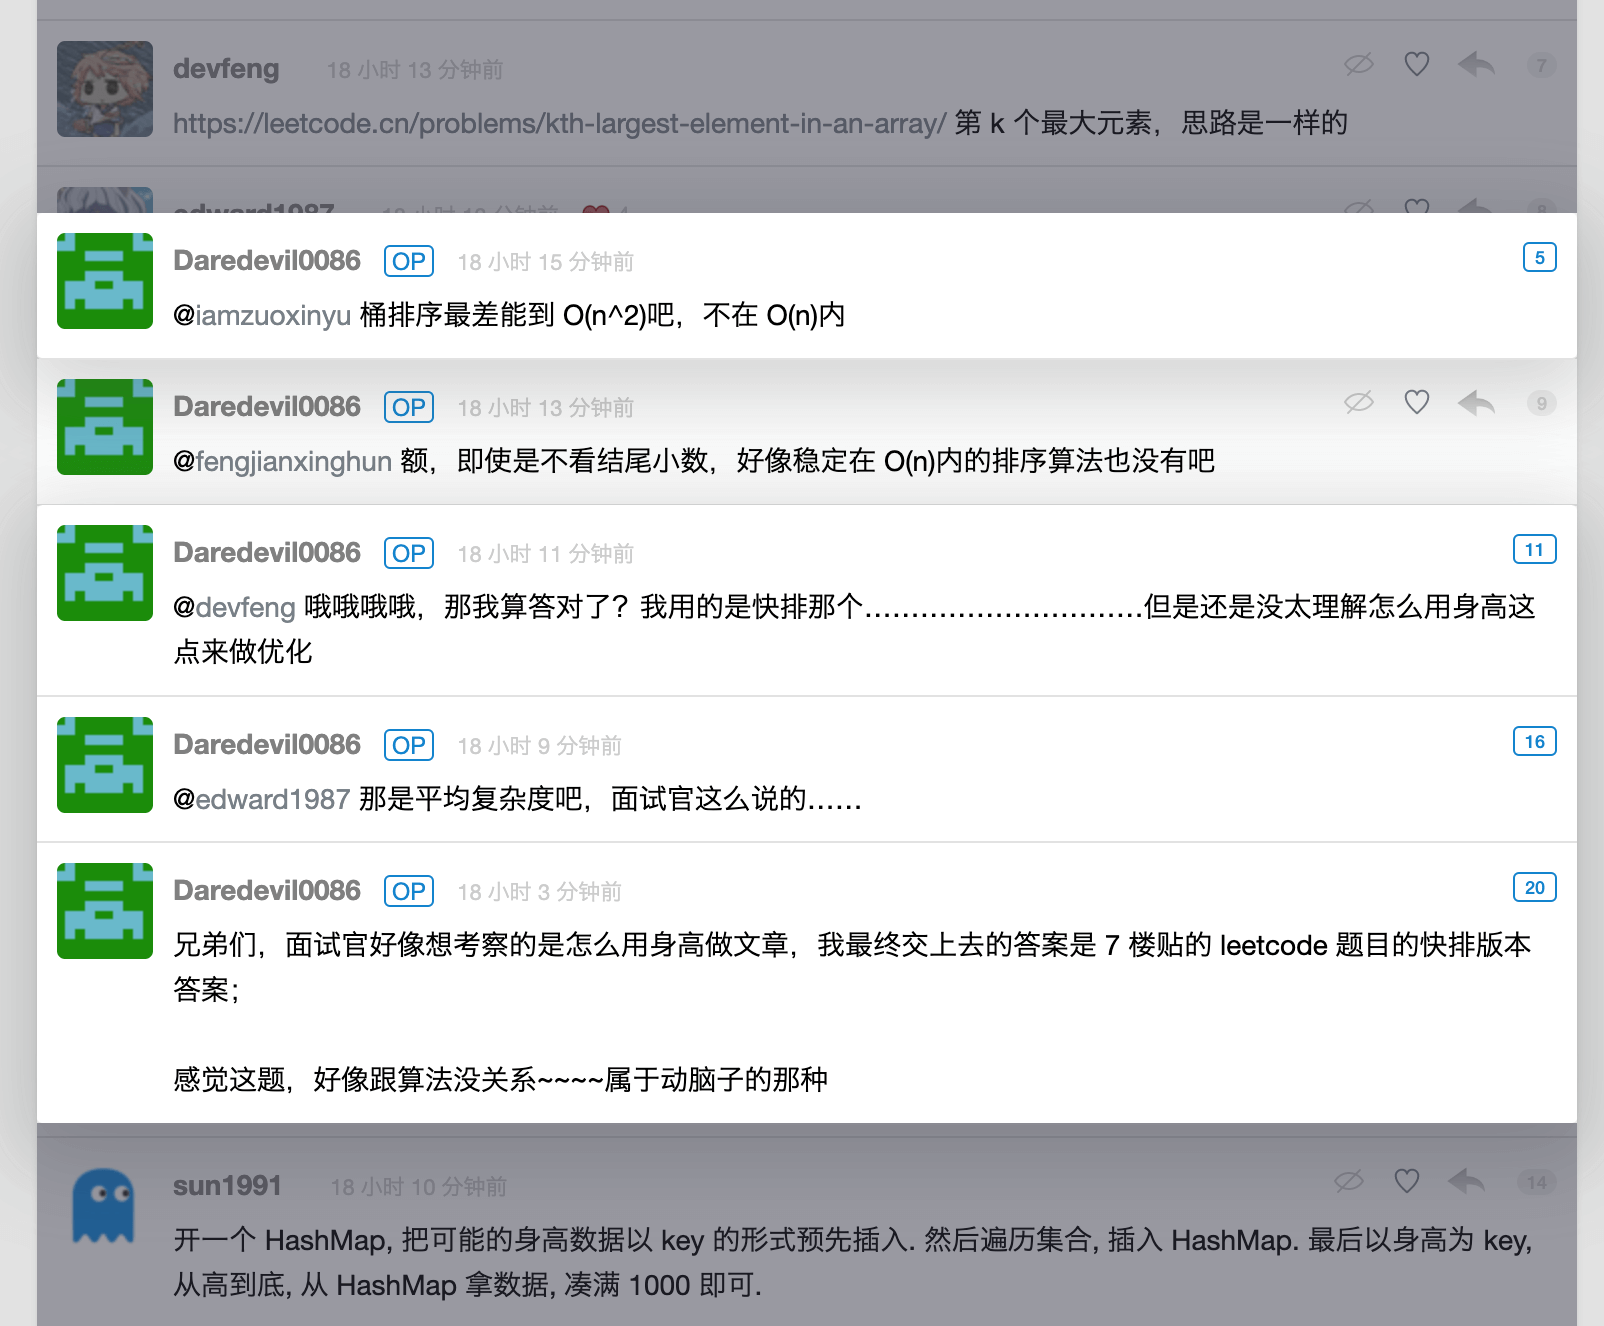 devfeng 18 小时 13 分钟前 7
https://leetcode.cn/problems/kth-largest-element-in-an-array/ 第 k 个最大元素，思路是一样的
Daredevil0086 OP 18 小时 15 分钟前 5
@iamzuoxinyu 桶排序最差能到 O(n^2)吧，不在 O(n)内
Daredevil0086 OP 18 小时 13 分钟前 9
@fengjianxinghun 额，即使是不看结尾小数，好像稳定在 O(n)内的排序算法也没有吧
Daredevil0086 OP 18 小时 11 分钟前 11
@devfeng 哦哦哦哦，那我算答对了？我用的是快排那个..............................但是还是没太理解怎么用身高这
点来做优化
Daredevil0086 OP 18 小时 9 分钟前 16
@edward1987 那是平均复杂度吧，面试官这么说的......
Daredevil0086 OP 18 小时 3 分钟前 20
兄弟们，面试官好像想考察的是怎么用身高做文章，我最终交上去的答案是 7 楼贴的 leetcode 题目的快排版本
答案；
感觉这题，好像跟算法没关系~~~~属于动脑子的那种
sun1991 18 小时 10 分钟前 14
开一个 HashMap, 把可能的身高数据以 key 的形式预先插入. 然后遍历集合, 插入 HashMap. 最后以身高为 key,
从高到底, 从 HashMap 拿数据, 凑满 1000 即可.